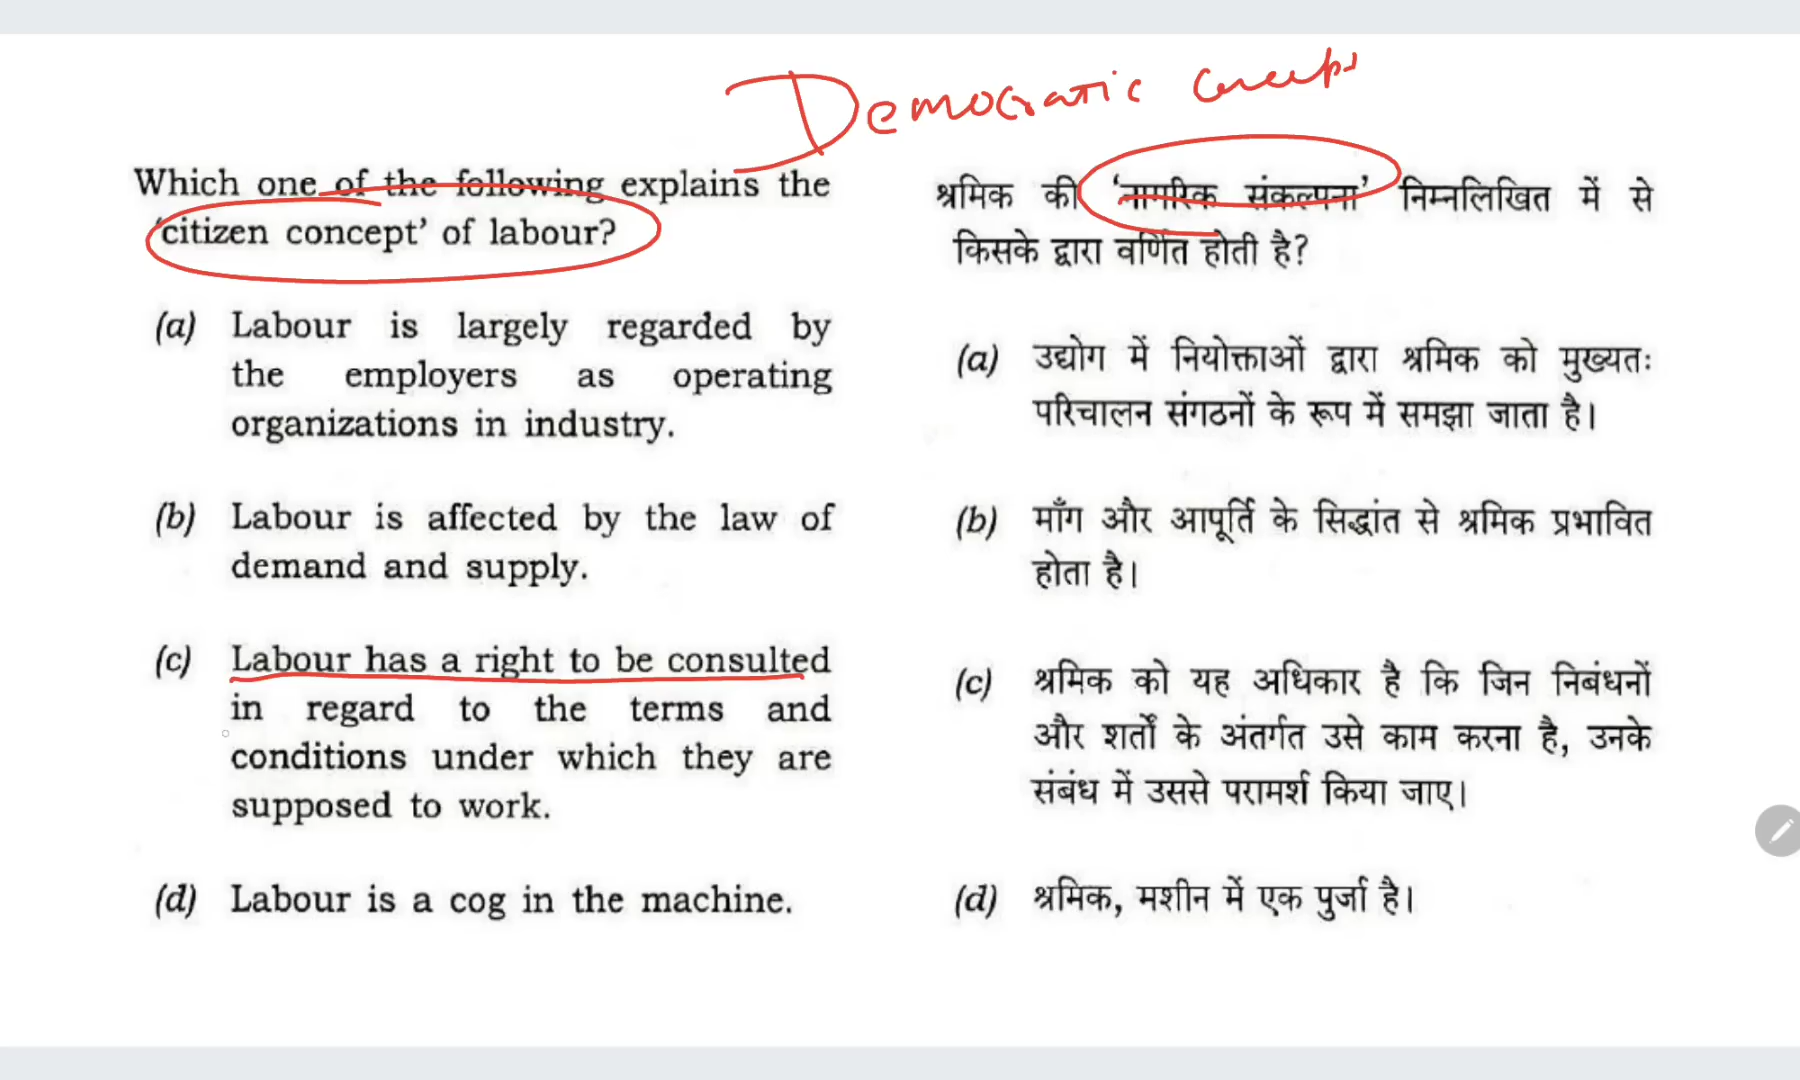 Democratic Concept
Which one of the following explains the
‘citizen concept’ of labour?
(a) Labour is largely regarded by
the employers as operating
organizations in industry.
(b) Labour is affected by the law of
demand and supply.
(c) Labour has a right to be consulted
in regard to the terms and
conditions under which they are
supposed to work.
(d) Labour is a cog in the machine.
श्रमिक की ‘नागरिक संकल्पना’ निम्नलिखित में से
किसके द्वारा वर्णित होती है?
(a) उद्योग में नियोक्ताओं द्वारा श्रमिक को मुख्यतः
परिचालन संगठनों के रूप में समझा जाता है।
(b) माँग और आपूर्ति के सिद्धांत से श्रमिक प्रभावित
होता है।
(c) श्रमिक को यह अधिकार है कि जिन निबंधनों
और शर्तों के अंतर्गत उसे काम करना है, उनके
संबंध में उससे परामर्श किया जाए।
(d) श्रमिक, मशीन में एक पुर्जा है।